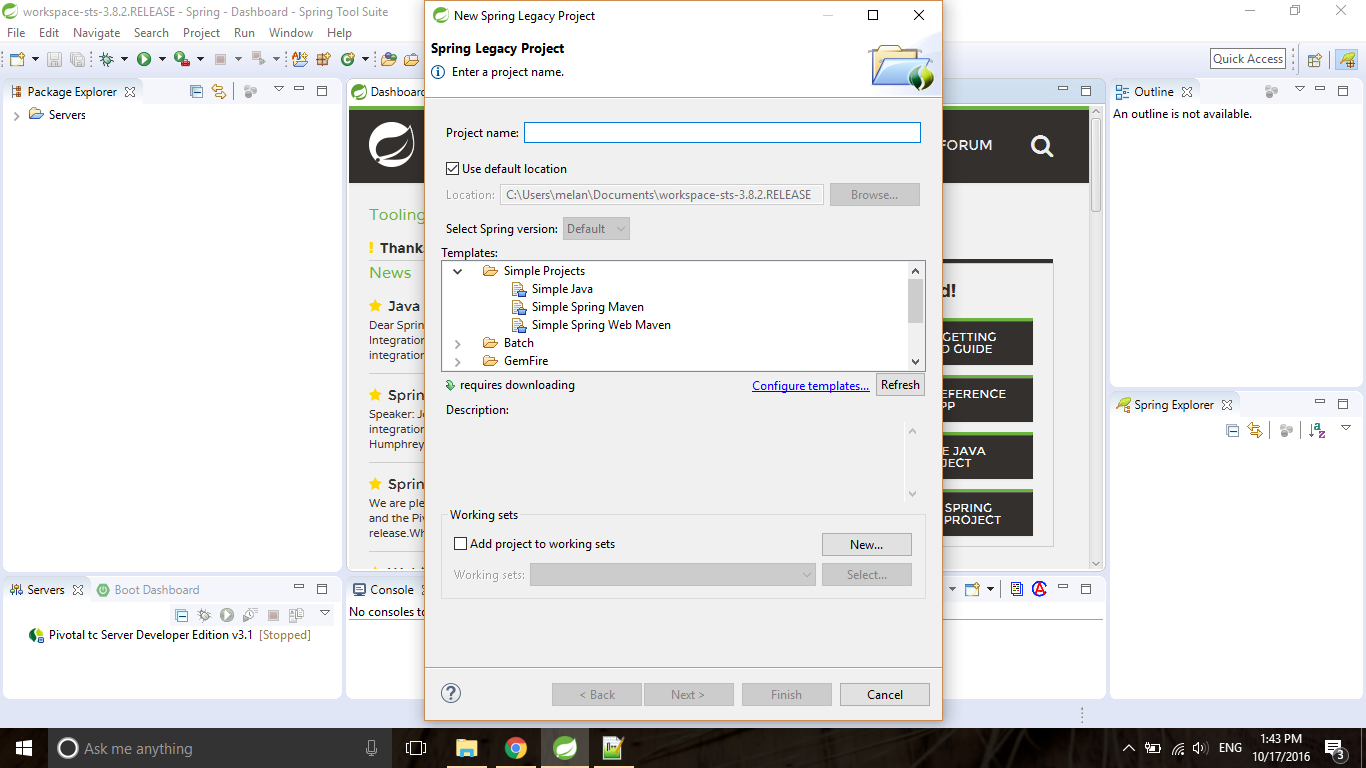 workspace-sts-3.8.2.RELEASE - Spring - Dashboard - Spring Tool Suite
File Edit Navigate Search Project Run Window Help
Quick Access
Package Explorer
Servers
Dashboard
Tooling
Thank
News
Java
Dear Sprin
Integration
integration
Sprin
Speaker: Jo
integration
Humphrey
Sprin
We are ple
and the Piv
release.Wh
New Spring Legacy Project
Spring Legacy Project
Enter a project name.
Project name:
Use default location
Location: C:\Users\melan\Documents\workspace-sts-3.8.2.RELEASE Browse...
Select Spring version: Default
Templates:
Simple Projects
Simple Java
Simple Spring Maven
Simple Spring Web Maven
Batch
GemFire
requires downloading Configure templates... Refresh
Description:
Working sets
Add project to working sets New...
Working sets: Select...
< Back Next > Finish Cancel
FORUM
d!
GETTING
D GUIDE
EFERENCE
PP
E JAVA
JECT
SPRING
PROJECT
Outline
An outline is not available.
Spring Explorer
Servers Boot Dashboard
Pivotal tc Server Developer Edition v3.1 [Stopped]
Console
No consoles to
Ask me anything
ENG
1:43 PM
10/17/2016
3